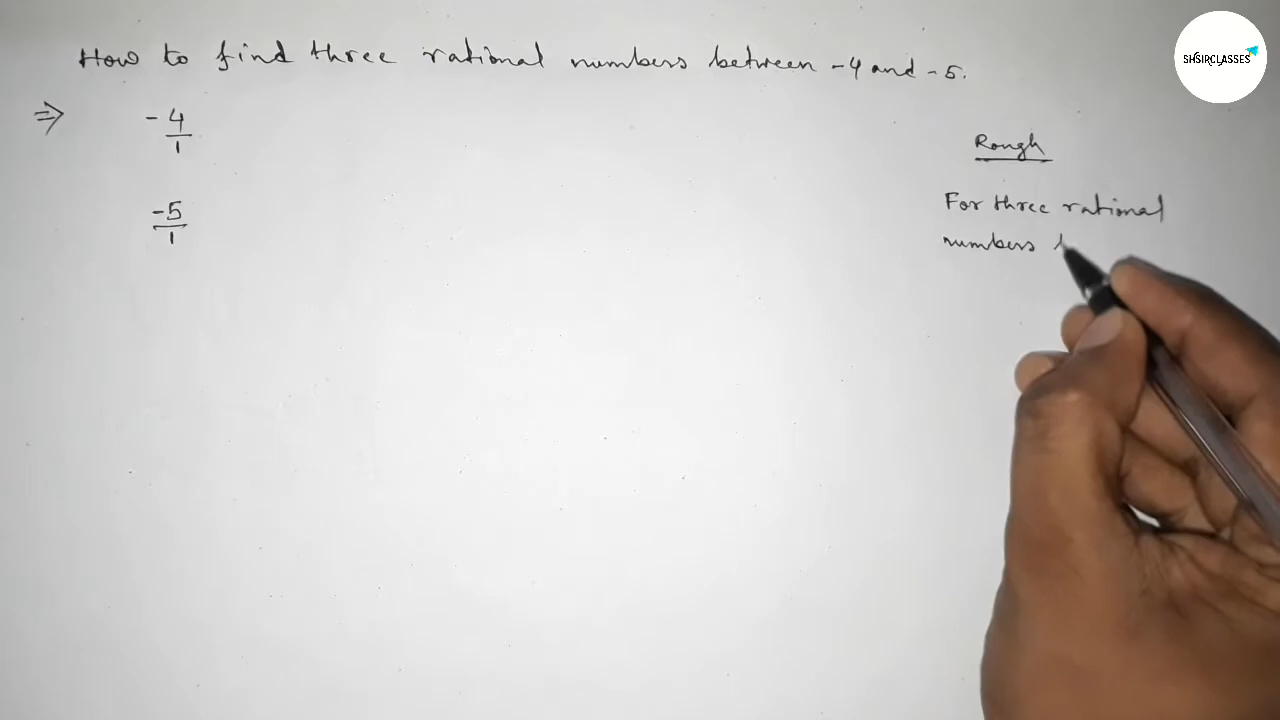 How to find three rational numbers between -4 and -5.
SHSIRCLASSES
⇒ -4/1
Rough
For three rational
-5/1
numbers